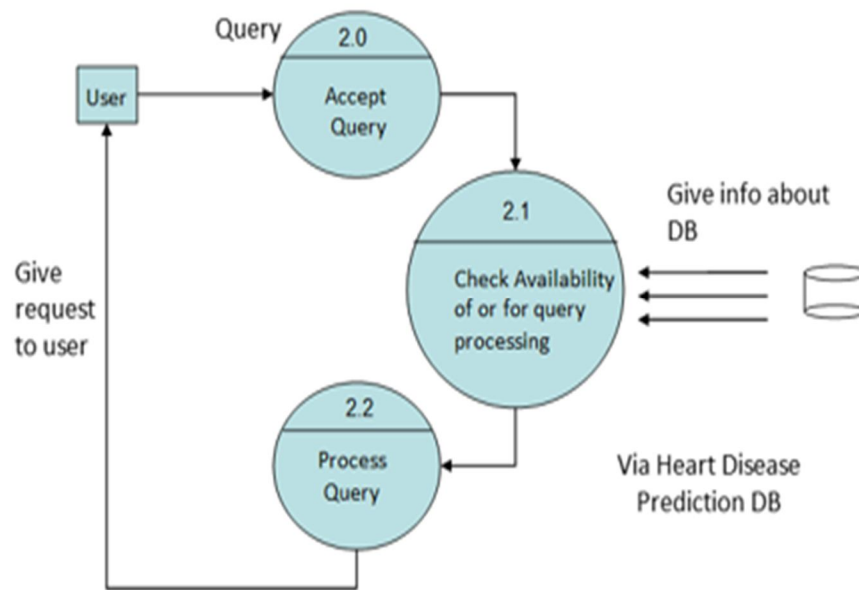 Query
2.0
Accept
Query
User
2.1
Check Availability
of or for query
processing
Give info about
DB
Give
request
to user
2.2
Process
Query
Via Heart Disease
Prediction DB